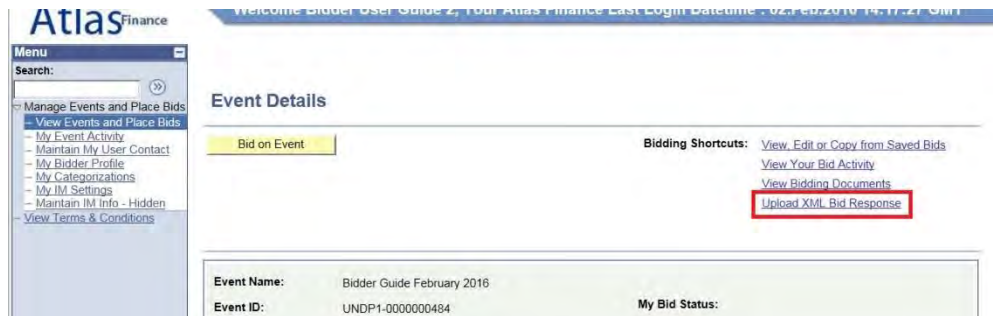 Atlas Finance
Welcome Bidder User Guide 2, Your Atlas Finance Last Login Datetime : 02.Feb.2016 14:17:27 GMT
Menu
Search:
Manage Events and Place Bids
– View Events and Place Bids
– My Event Activity
– Maintain My User Contact
– My Bidder Profile
– My Categorizations
– My IM Settings
– Maintain IM Info - Hidden
– View Terms & Conditions
Event Details
Bid on Event
Bidding Shortcuts:
View, Edit or Copy from Saved Bids
View Your Bid Activity
View Bidding Documents
Upload XML Bid Response
Event Name: Bidder Guide February 2016
Event ID: UNDP1-0000000484
My Bid Status: